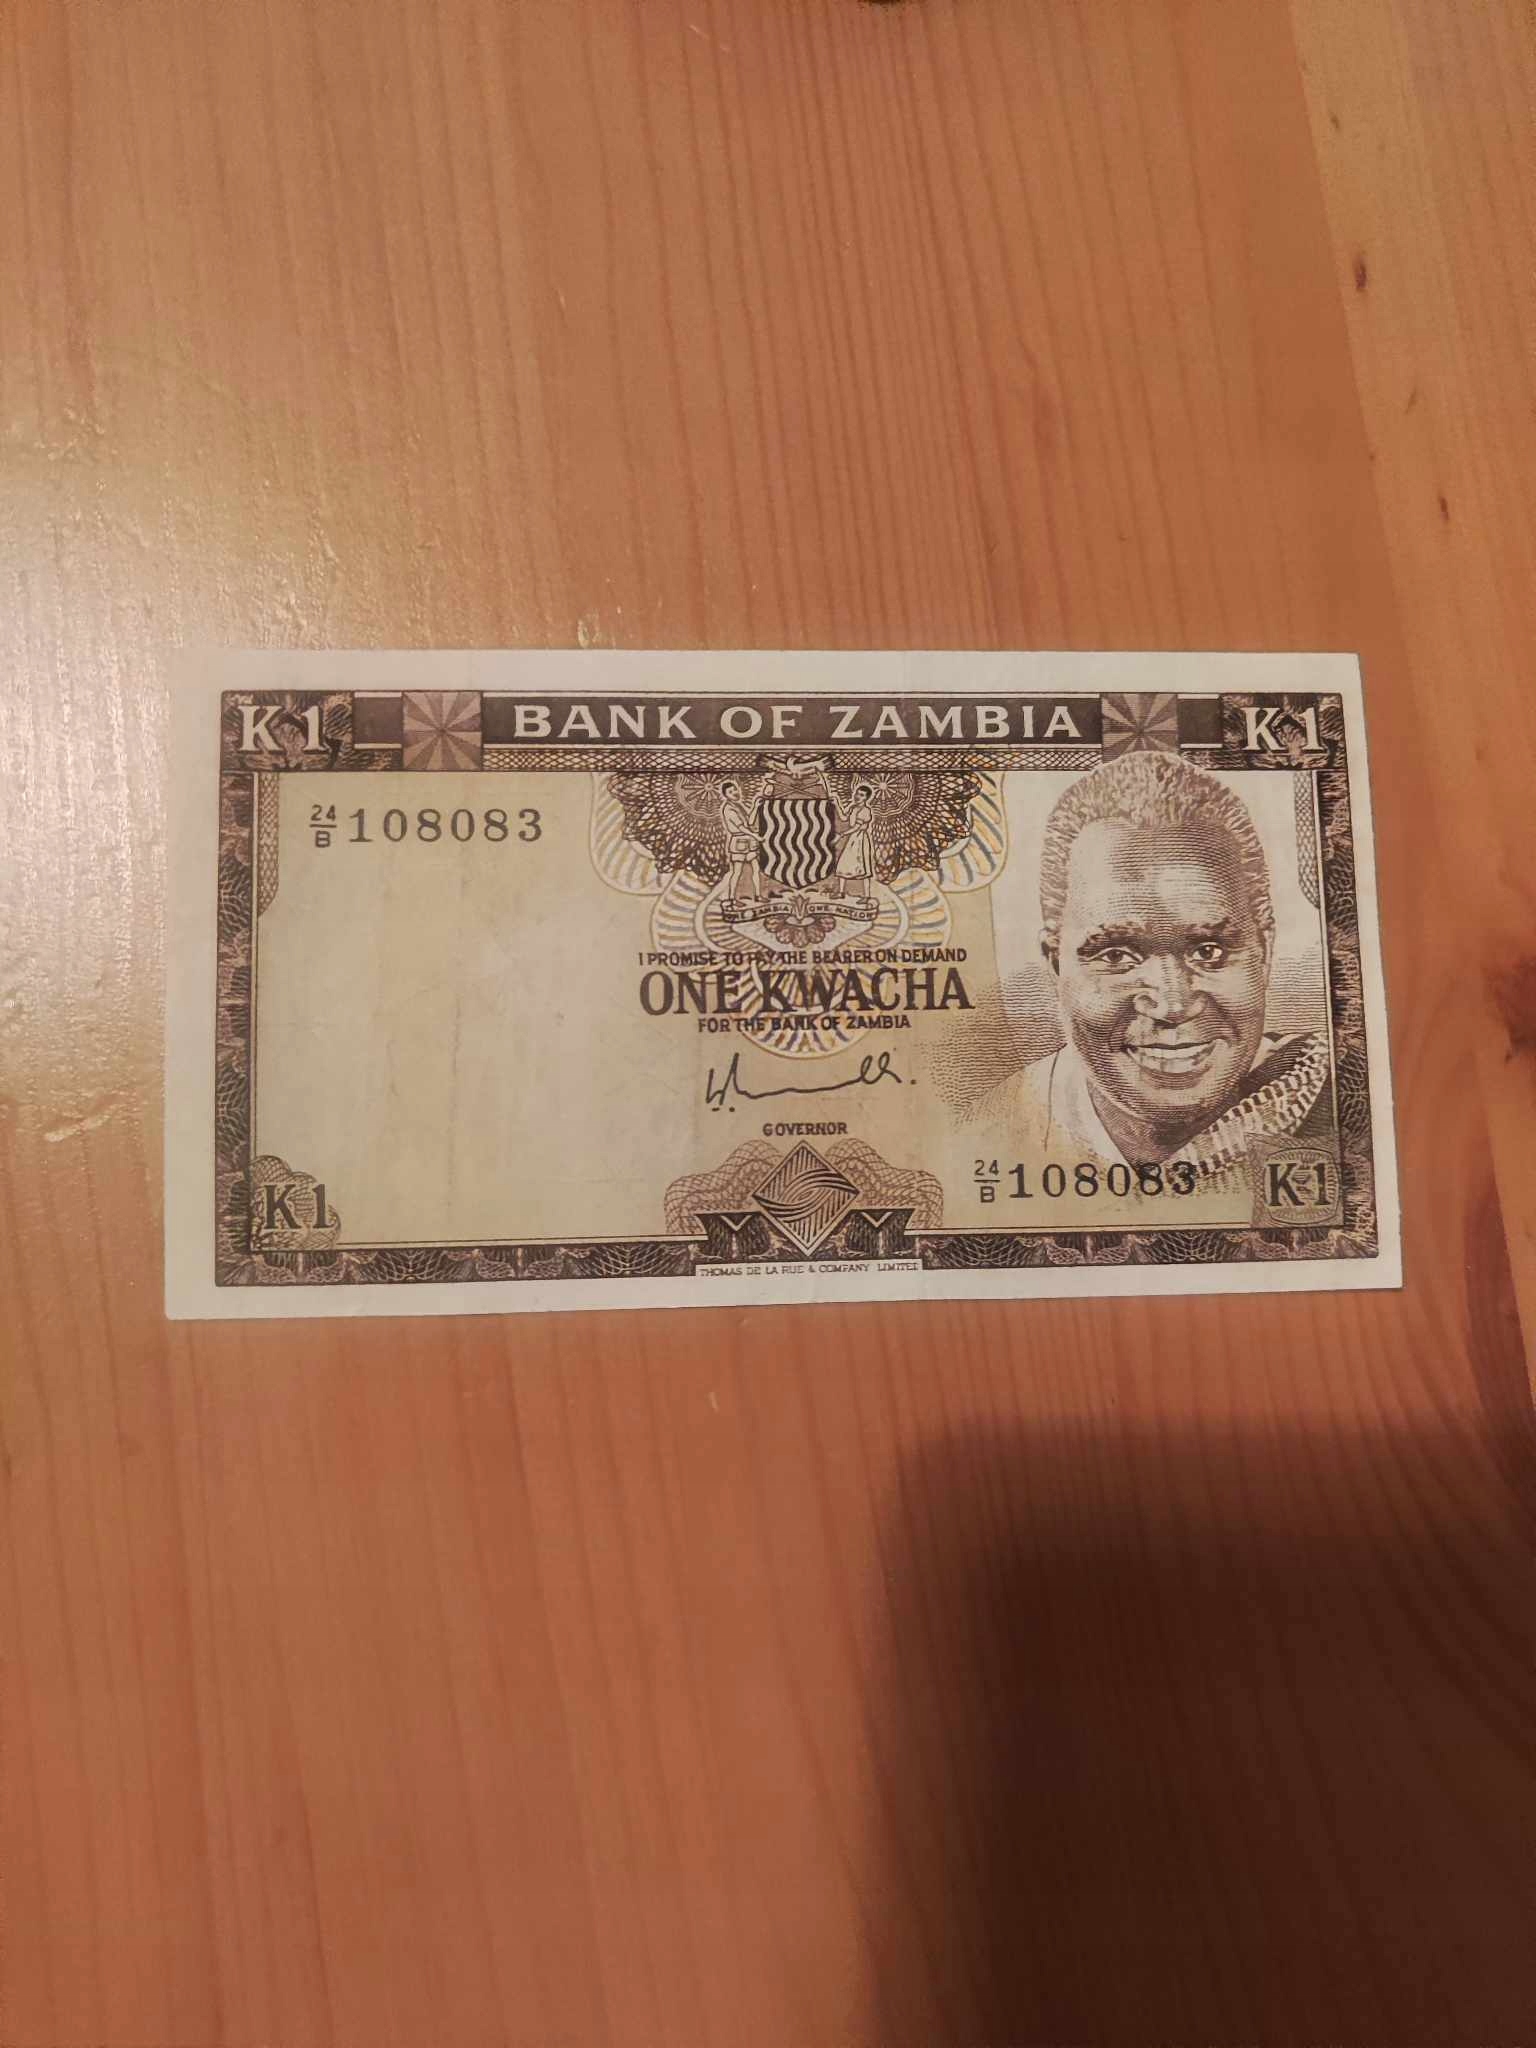 K1 BANK OF ZAMBIA K1
24/B 108083
ONE ZAMBIA ONE NATION
I PROMISE TO PAY THE BEARER ON DEMAND
ONE KWACHA
FOR THE BANK OF ZAMBIA
GOVERNOR
24/B 108083
K1 K1
THOMAS DE LA RUE & COMPANY LIMITED